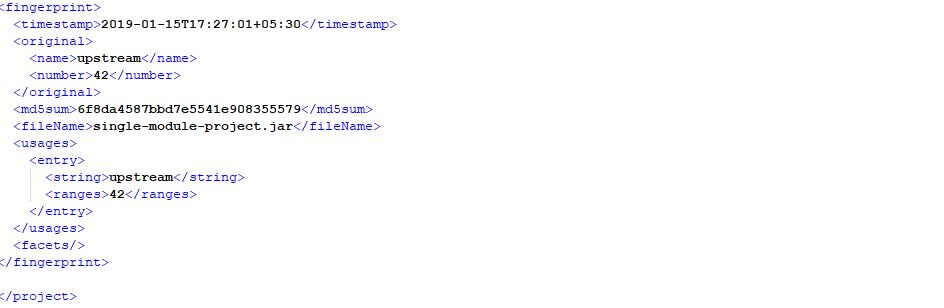 <fingerprint>
<timestamp>2019-01-15T17:27:01+05:30</timestamp>
<original>
<name>upstream</name>
<number>42</number>
</original>
<md5sum>6f8da4587bbd7e5541e908355579</md5sum>
<fileName>single-module-project.jar</fileName>
<usages>
<entry>
<string>upstream</string>
<ranges>42</ranges>
</entry>
</usages>
<facets/>
</fingerprint>
</project>